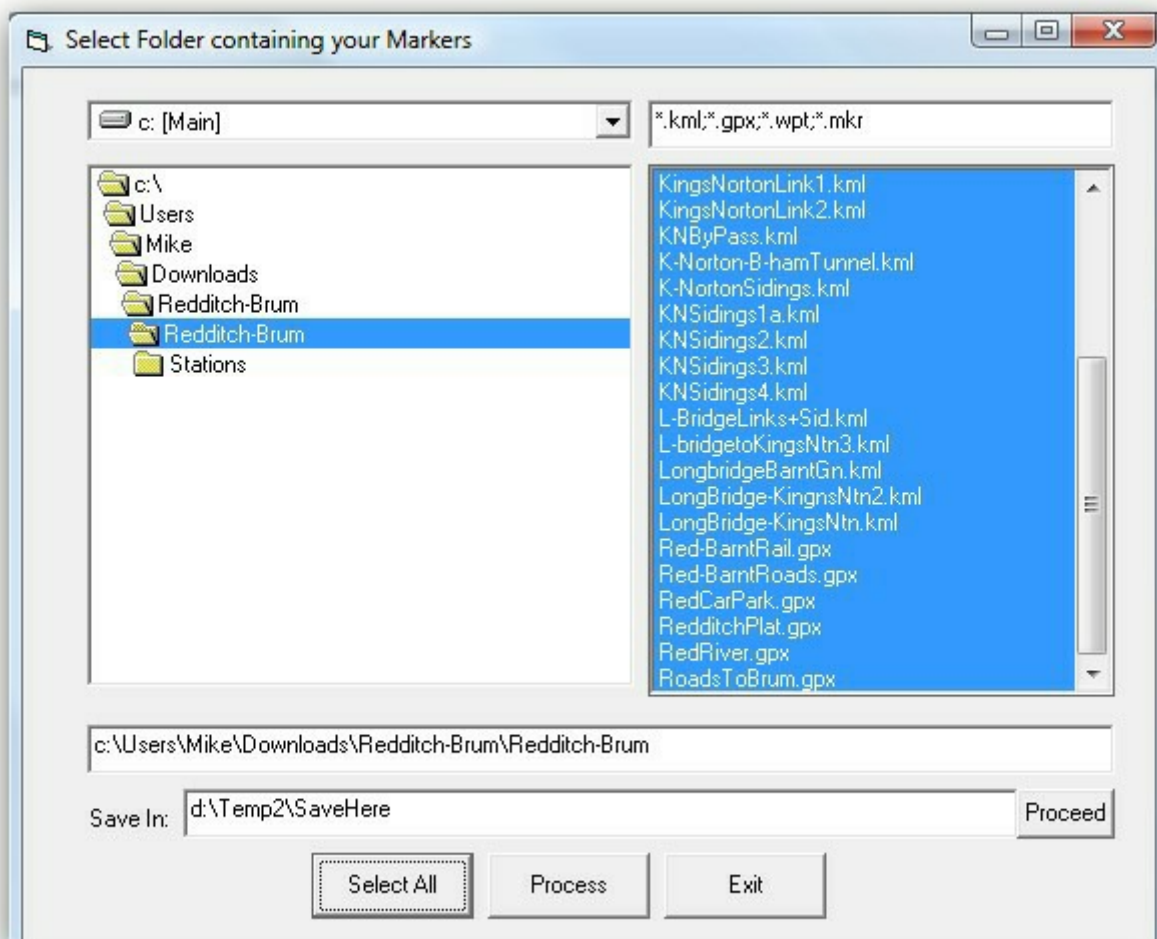 Select Folder containing your Markers
c: [Main]
*.kml;*.gpx;*.wpt;*.mkr
c:\
Users
Mike
Downloads
Redditch-Brum
Redditch-Brum
Stations
KingsNortonLink1.kml
KingsNortonLink2.kml
KNByPass.kml
K-Norton-B-hamTunnel.kml
K-NortonSidings.kml
KNSidings1a.kml
KNSidings2.kml
KNSidings3.kml
KNSidings4.kml
L-BridgeLinks+Sid.kml
L-bridgetoKingsNtn3.kml
LongbridgeBarntGn.kml
LongBridge-KingnsNtn2.kml
LongBridge-KingsNtn.kml
Red-BarntRail.gpx
Red-BarntRoads.gpx
RedCarPark.gpx
RedditchPlat.gpx
RedRiver.gpx
RoadsToBrum.gpx
c:\Users\Mike\Downloads\Redditch-Brum\Redditch-Brum
Save In: d:\Temp2\SaveHere Proceed
Select All Process Exit